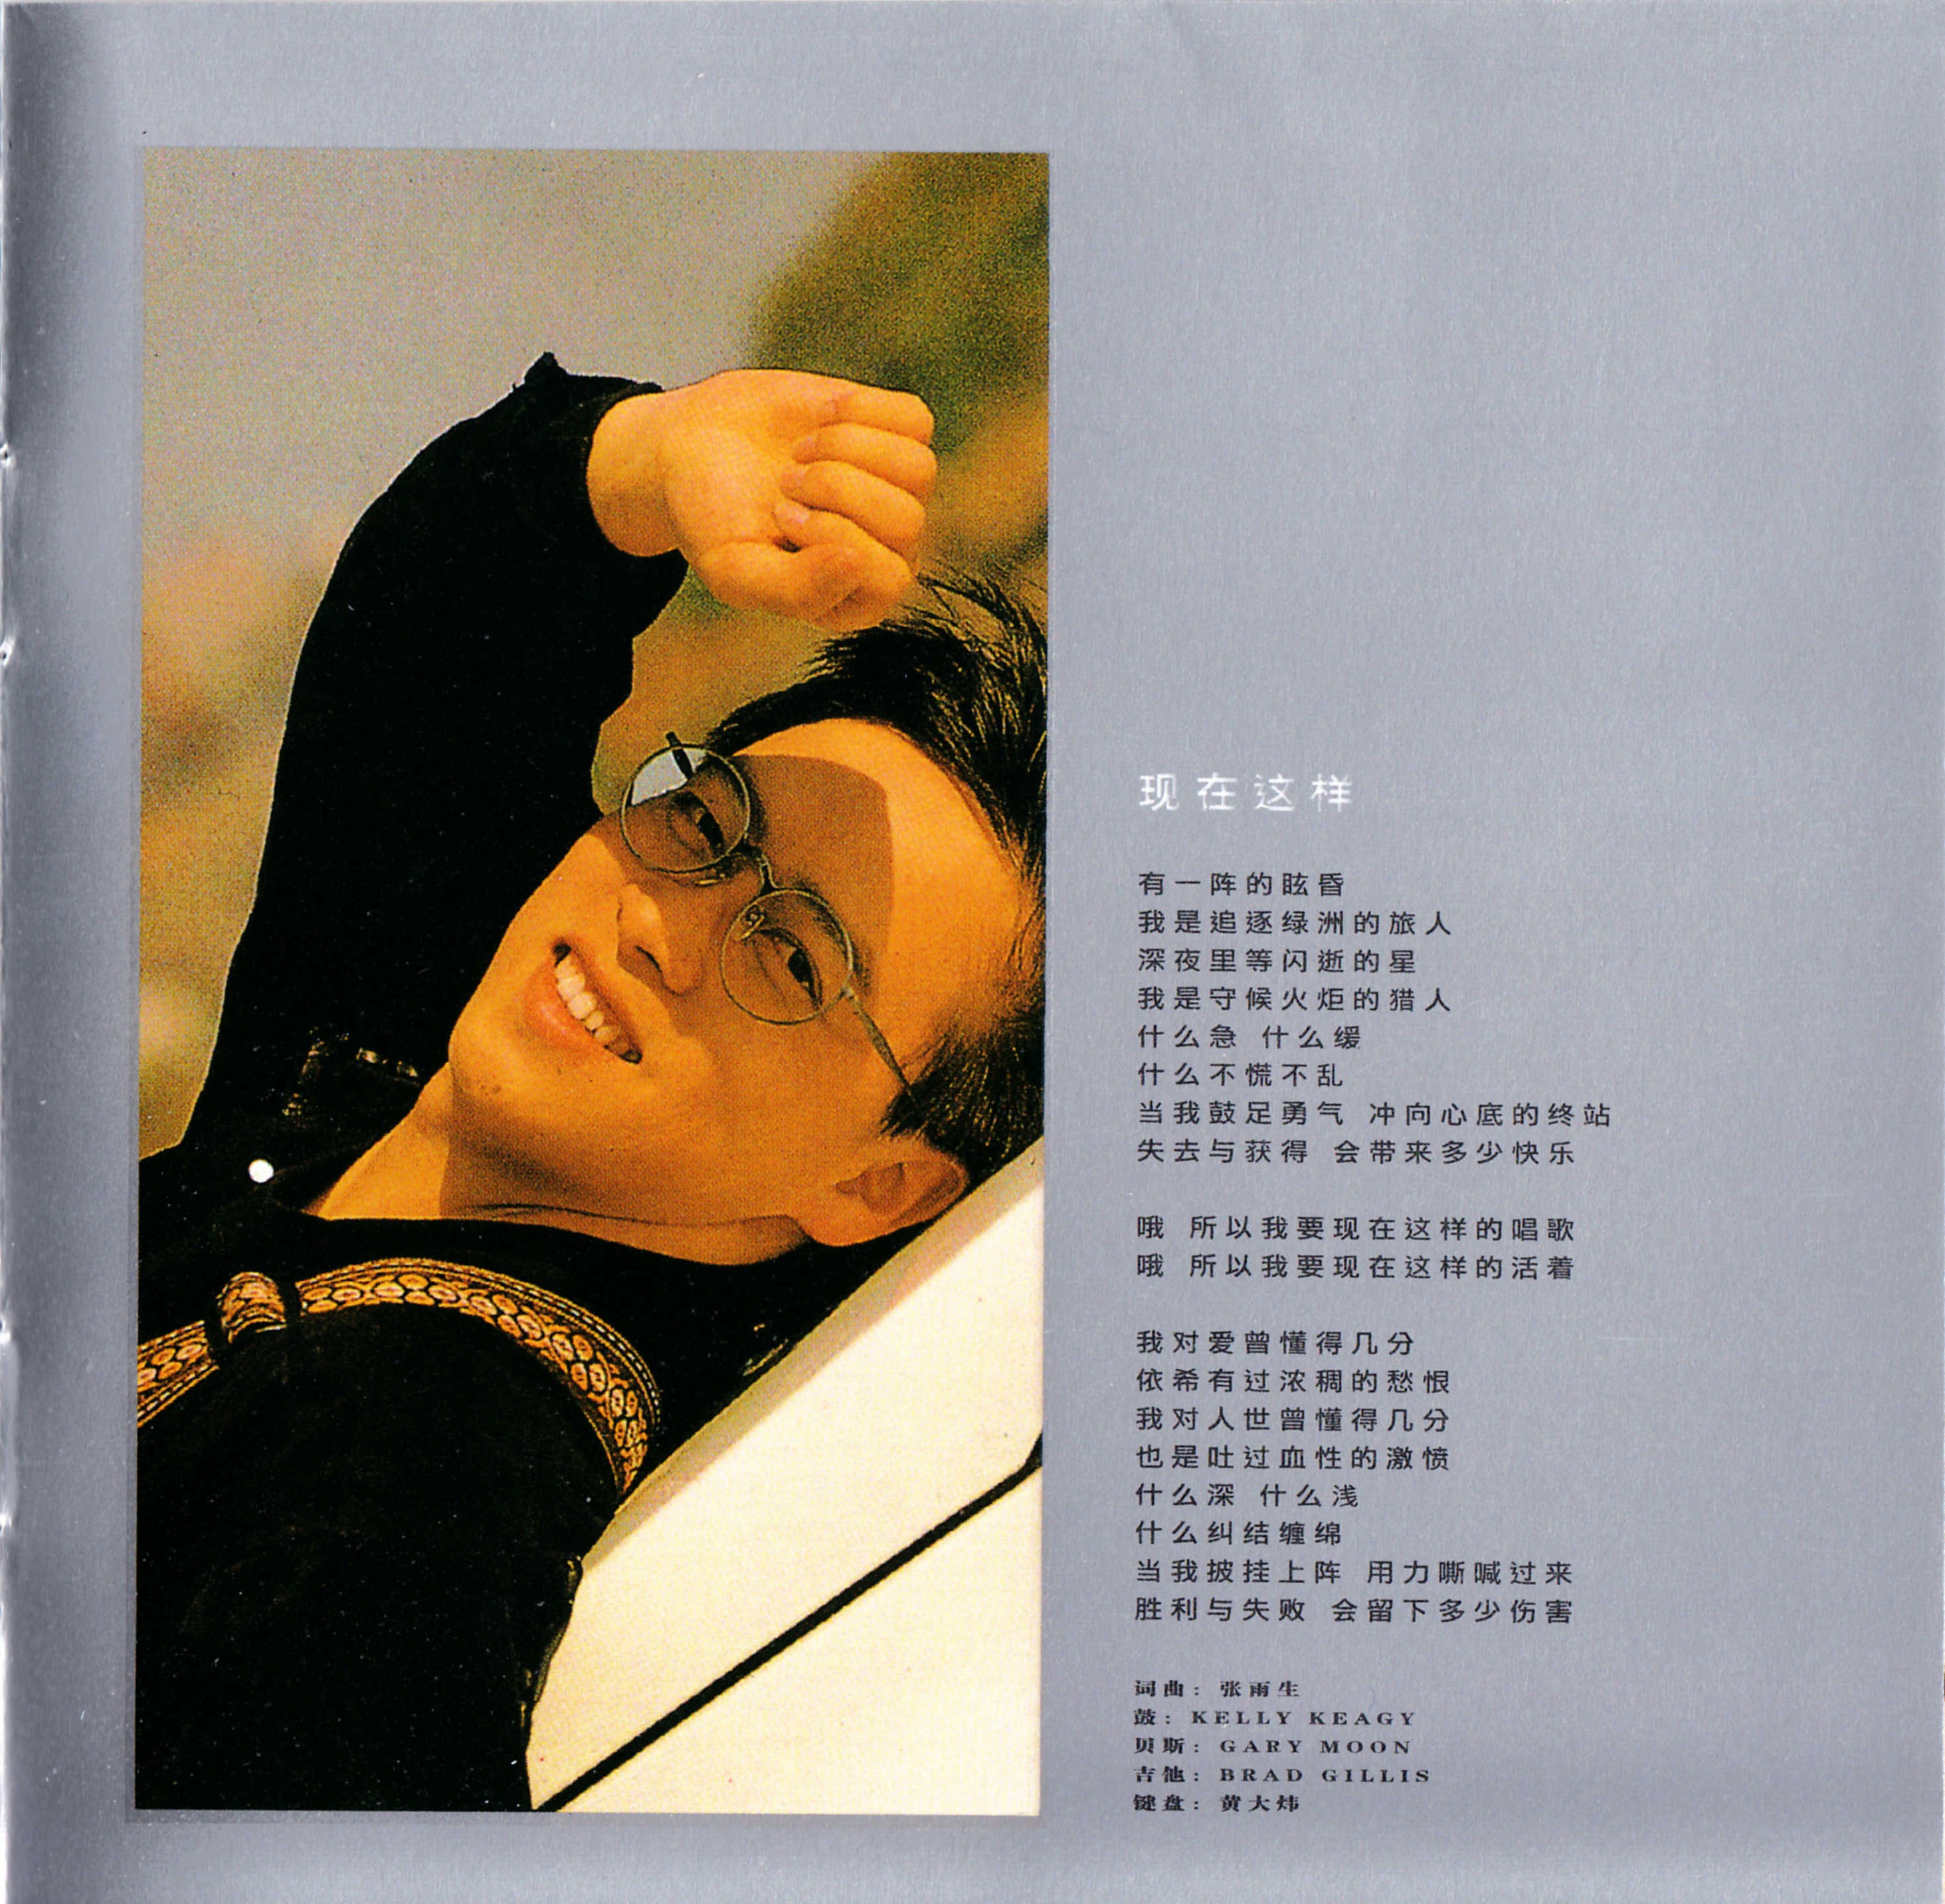 现在这样
有一阵的眩昏
我是追逐绿洲的旅人
深夜里等闪逝的星
我是守候火炬的猎人
什么急 什么缓
什么不慌不乱
当我鼓足勇气 冲向心底的终站
失去与获得 会带来多少快乐
哦 所以我要现在这样的唱歌
哦 所以我要现在这样的活着
我对爱曾懂得几分
依希有过浓稠的愁恨
我对人世曾懂得几分
也是吐过血性的激愤
什么深 什么浅
什么纠结缠绵
当我披挂上阵 用力嘶喊过来
胜利与失败 会留下多少伤害
词曲: 张雨生
鼓: KELLY KEAGY
贝斯: GARY MOON
吉他: BRAD GILLIS
键盘: 黄大炜